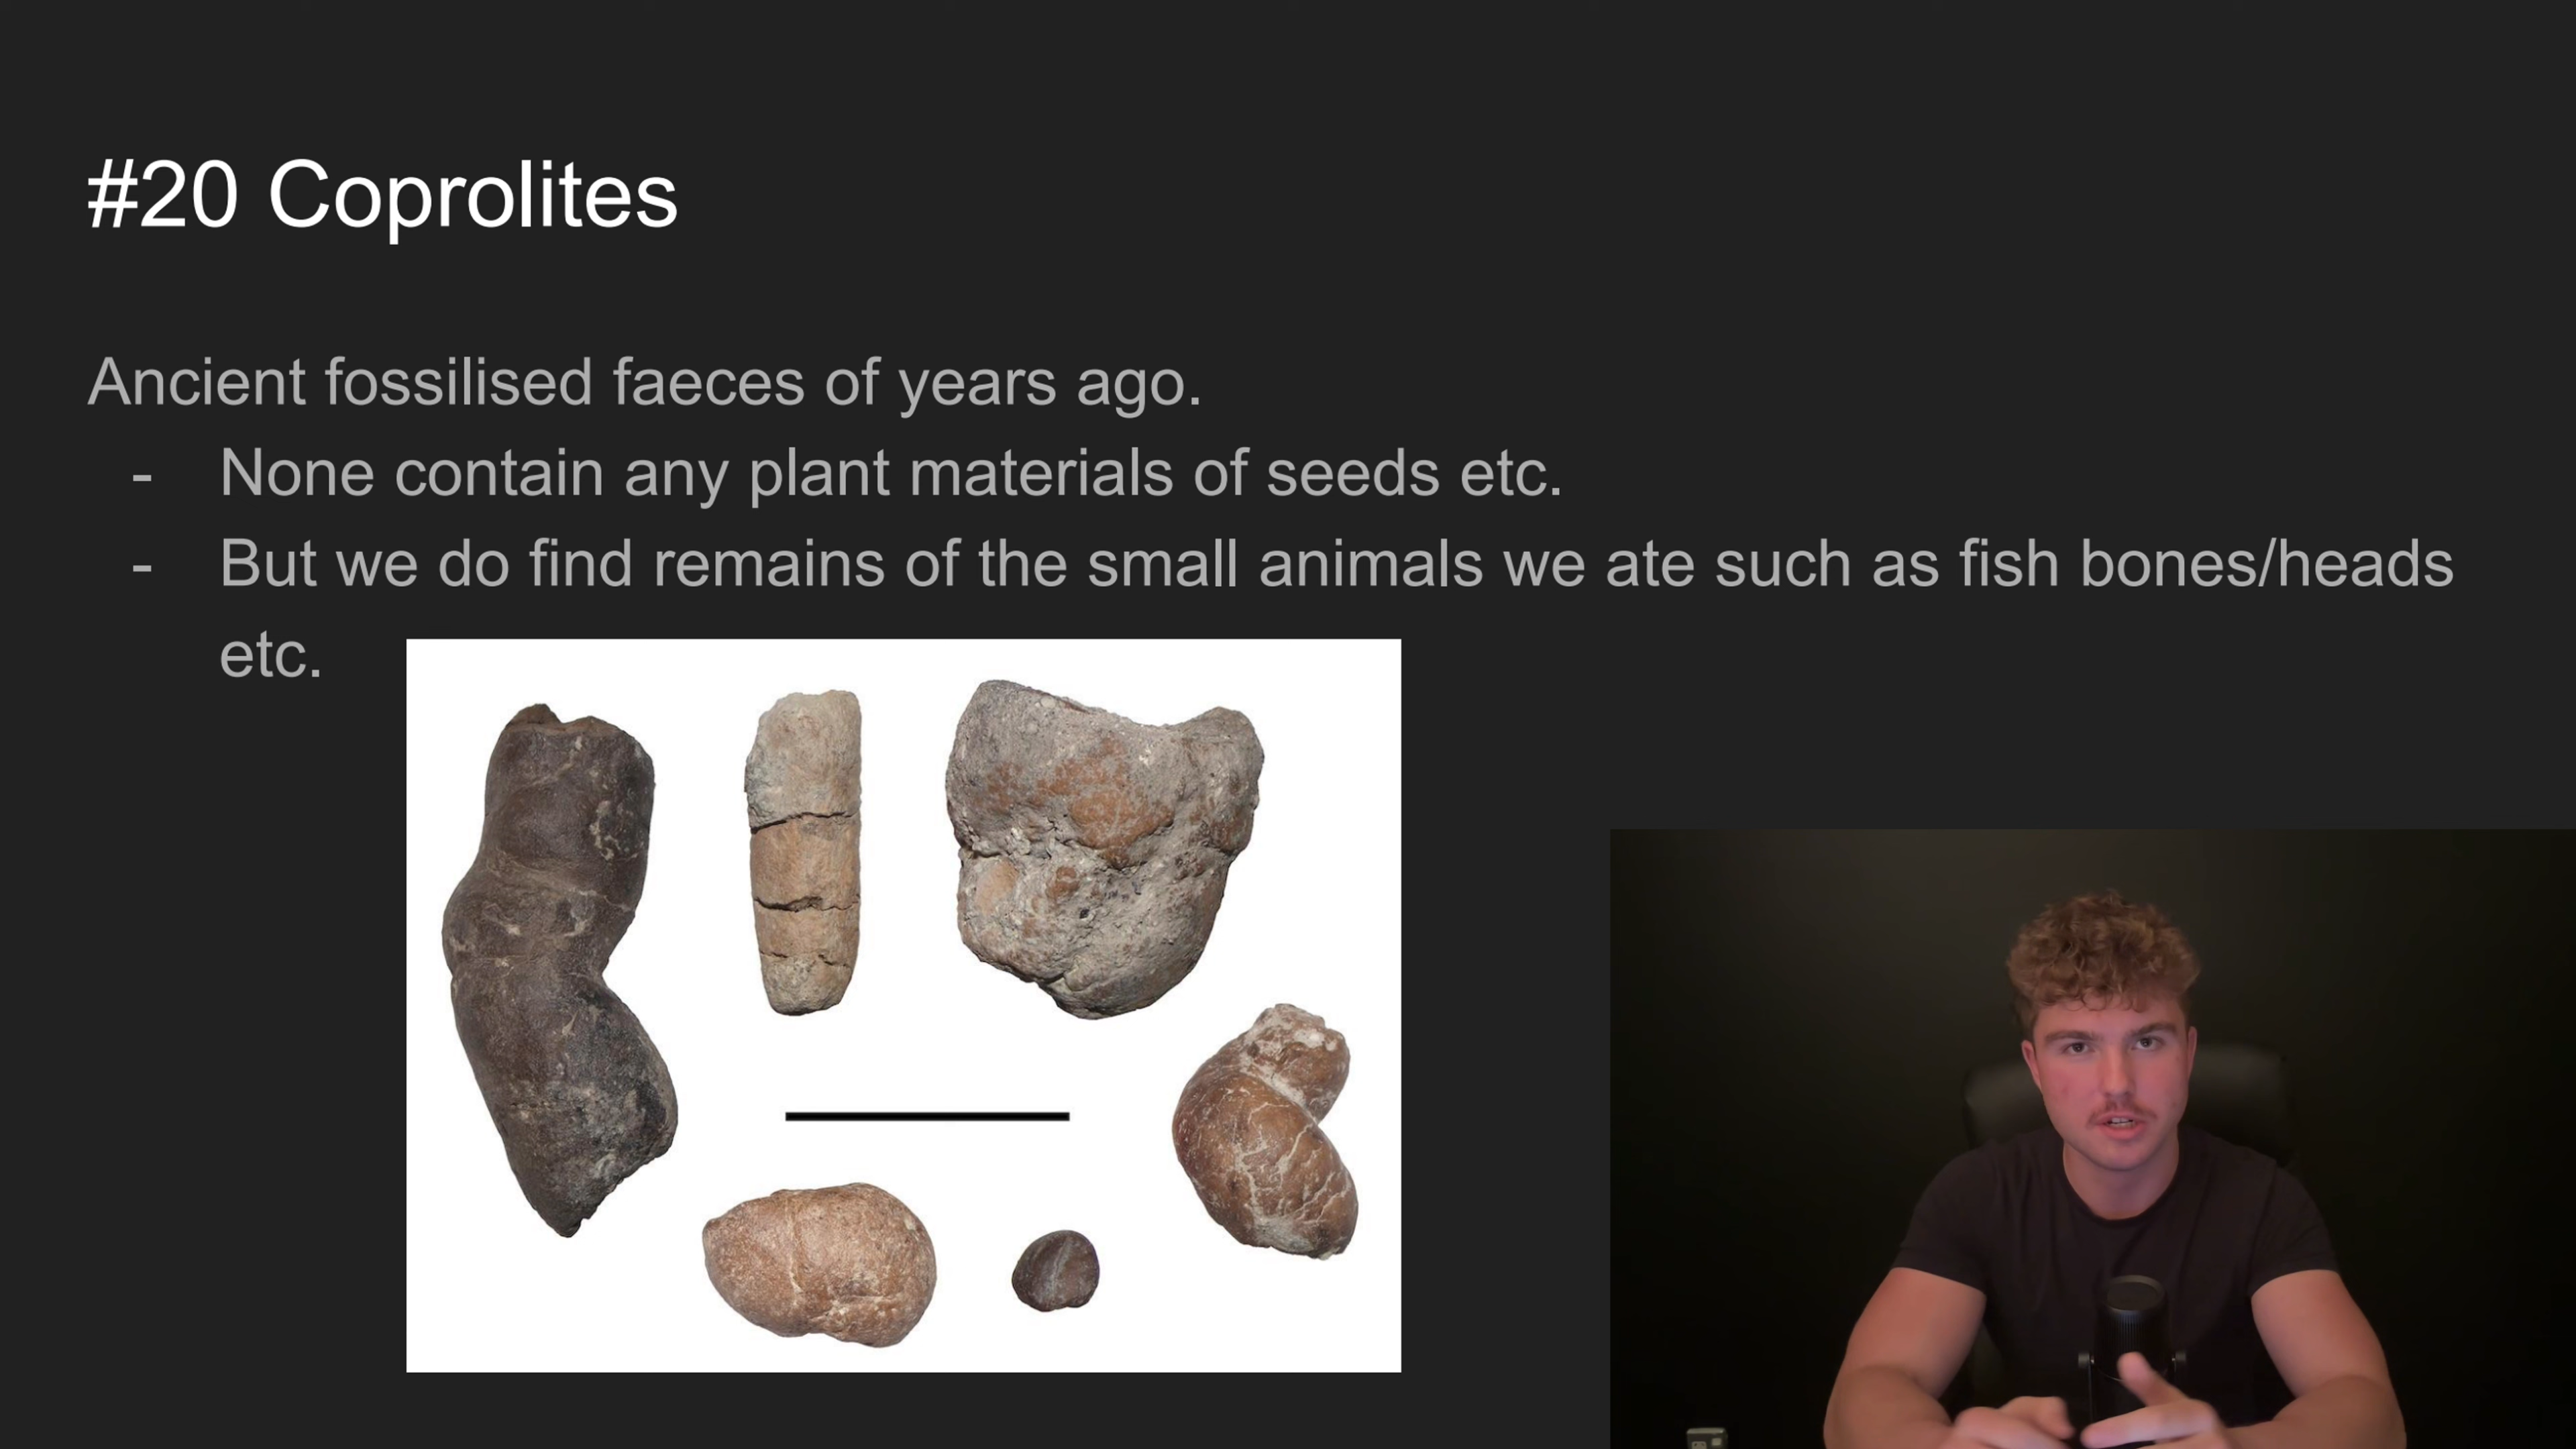 #20 Coprolites
Ancient fossilised faeces of years ago.
- None contain any plant materials of seeds etc.
- But we do find remains of the small animals we ate such as fish bones/heads
etc.